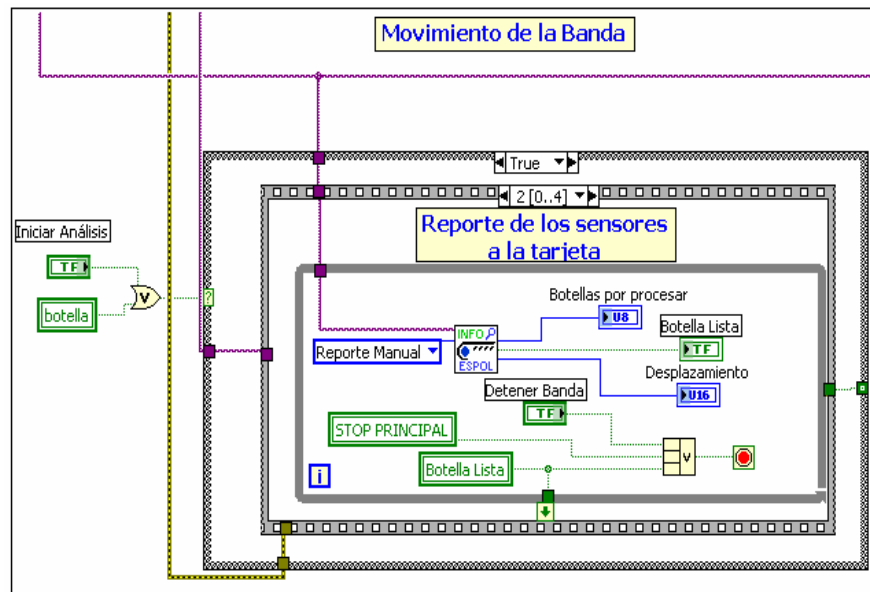 Movimiento de la Banda
True
2 [0..4]
Reporte de los sensores
a la tarjeta
Iniciar Análisis
TF
botella
V
?
Botellas por procesar
U8
INFO
ESPOL
Reporte Manual
Botella Lista
TF
Desplazamiento
U16
Detener Banda
TF
STOP PRINCIPAL
V
Botella Lista
i